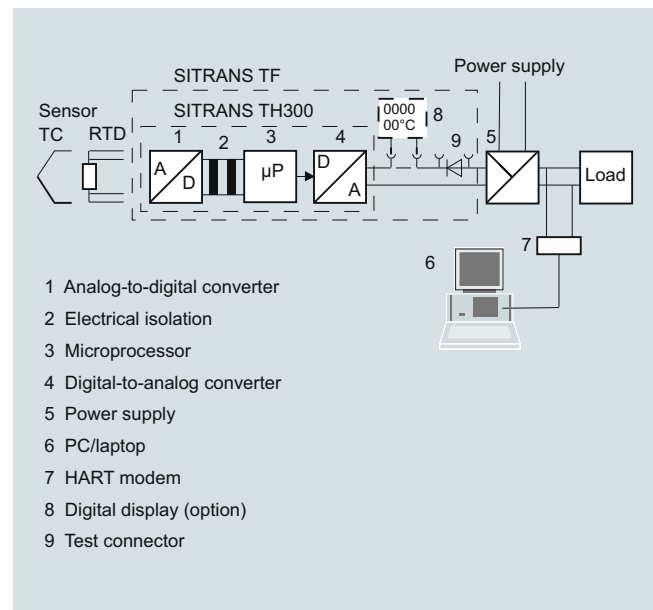 Power supply
SITRANS TF
0000
00°C
8
Sensor
SITRANS TH300
TC
RTD
1
2
3
4
9
5
A
D
µP
D
A
Load
7
6
1 Analog-to-digital converter
2 Electrical isolation
3 Microprocessor
4 Digital-to-analog converter
5 Power supply
6 PC/laptop
7 HART modem
8 Digital display (option)
9 Test connector